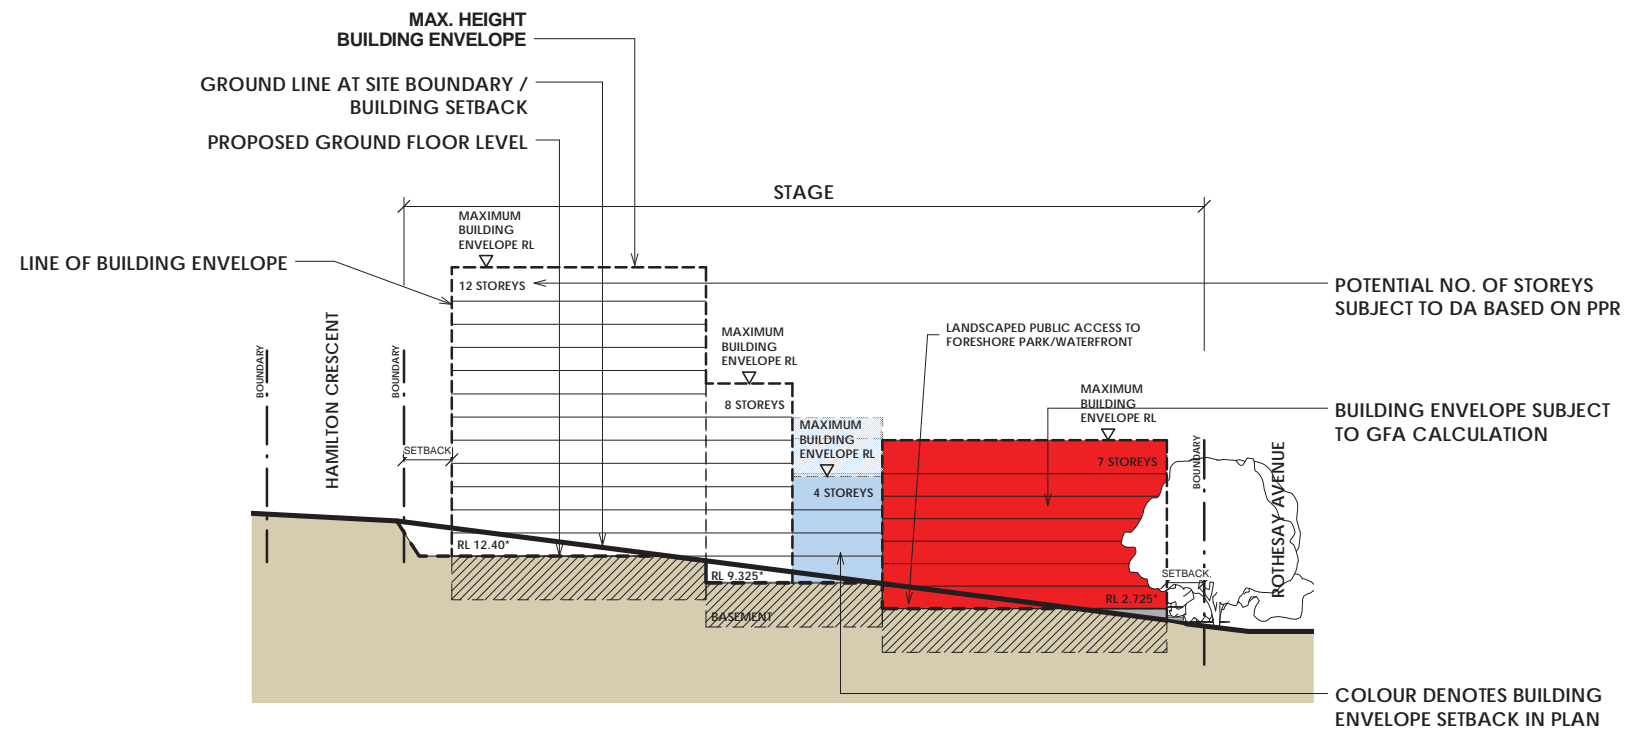 MAX. HEIGHT
BUILDING ENVELOPE
GROUND LINE AT SITE BOUNDARY /
BUILDING SETBACK
PROPOSED GROUND FLOOR LEVEL
STAGE
MAXIMUM
BUILDING
ENVELOPE RL
LINE OF BUILDING ENVELOPE
12 STOREYS
POTENTIAL NO. OF STOREYS
SUBJECT TO DA BASED ON PPR
LANDSCAPED PUBLIC ACCESS TO
FORESHORE PARK/WATERFRONT
MAXIMUM
BUILDING
ENVELOPE RL
BOUNDARY
HAMILTON CRESCENT
BOUNDARY
8 STOREYS
MAXIMUM
BUILDING
ENVELOPE RL
BUILDING ENVELOPE SUBJECT
TO GFA CALCULATION
MAXIMUM
BUILDING
ENVELOPE RL
SETBACK
7 STOREYS
BOUNDARY
ROTHESAY AVENUE
4 STOREYS
RL 12.40*
RL 9.325*
SETBACK
RL 2.725*
BASEMENT
COLOUR DENOTES BUILDING
ENVELOPE SETBACK IN PLAN